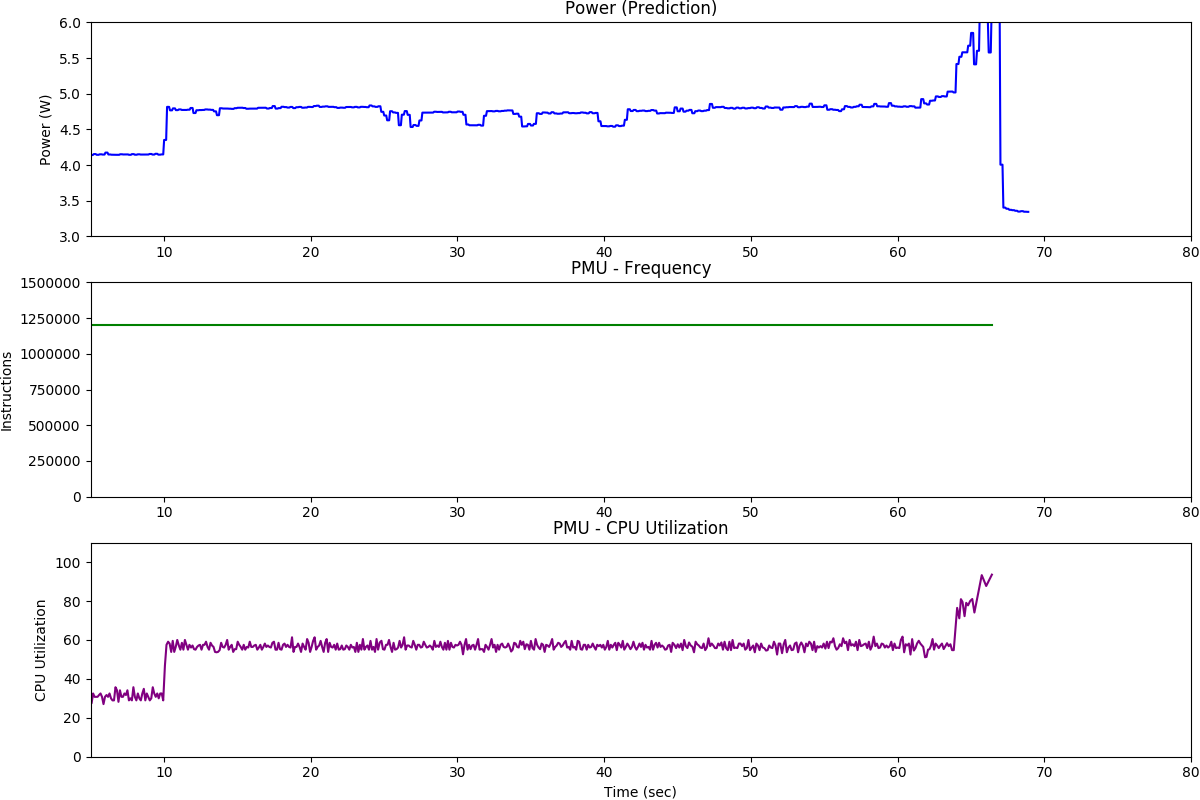 Power (Prediction)
6.0
5.5
5.0
4.5
4.0
3.5
3.0
Power (W)
10 20 30 40 50 60 70 80
PMU - Frequency
1500000
1250000
1000000
750000
500000
250000
0
Instructions
10 20 30 40 50 60 70 80
PMU - CPU Utilization
100
80
60
40
20
0
CPU Utilization
10 20 30 40 50 60 70 80
Time (sec)